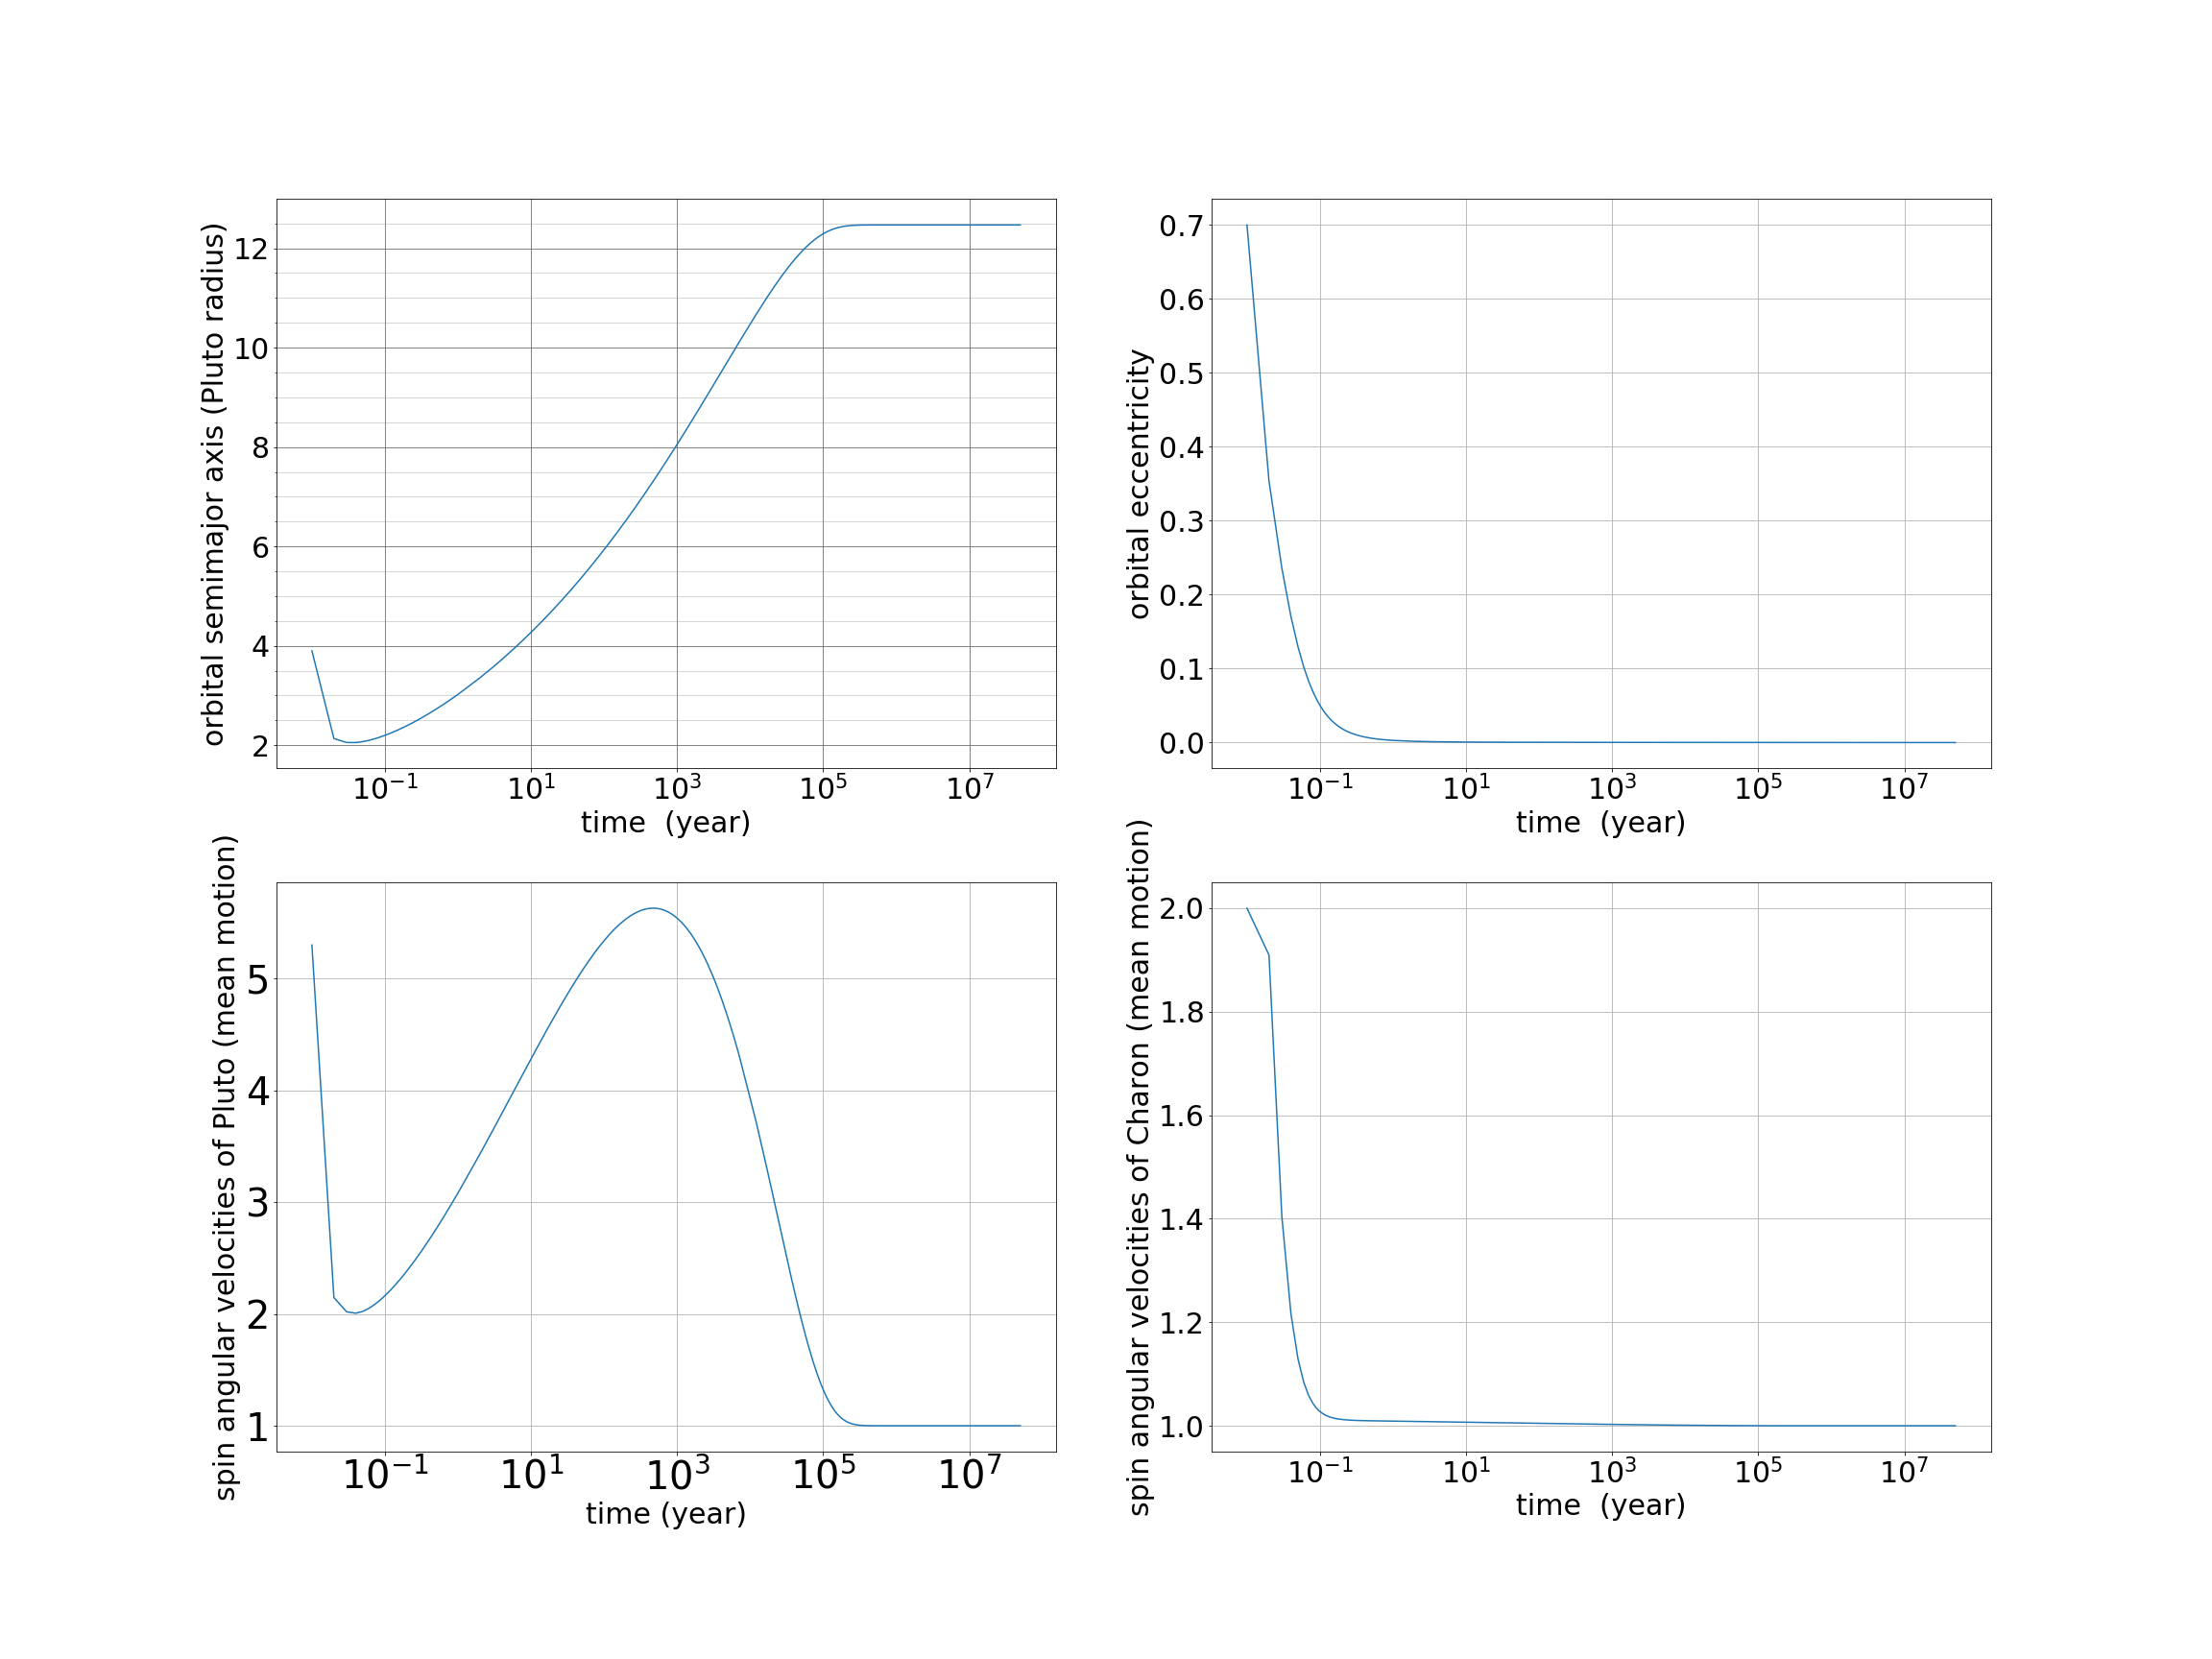 orbital semimajor axis (Pluto radius)
12
10
8
6
4
2
10⁻¹ 10¹ 10³ 10⁵ 10⁷
time (year)
orbital eccentricity
0.7
0.6
0.5
0.4
0.3
0.2
0.1
0.0
10⁻¹ 10¹ 10³ 10⁵ 10⁷
time (year)
spin angular velocities of Pluto (mean motion)
5
4
3
2
1
10⁻¹ 10¹ 10³ 10⁵ 10⁷
time (year)
spin angular velocities of Charon (mean motion)
2.0
1.8
1.6
1.4
1.2
1.0
10⁻¹ 10¹ 10³ 10⁵ 10⁷
time (year)